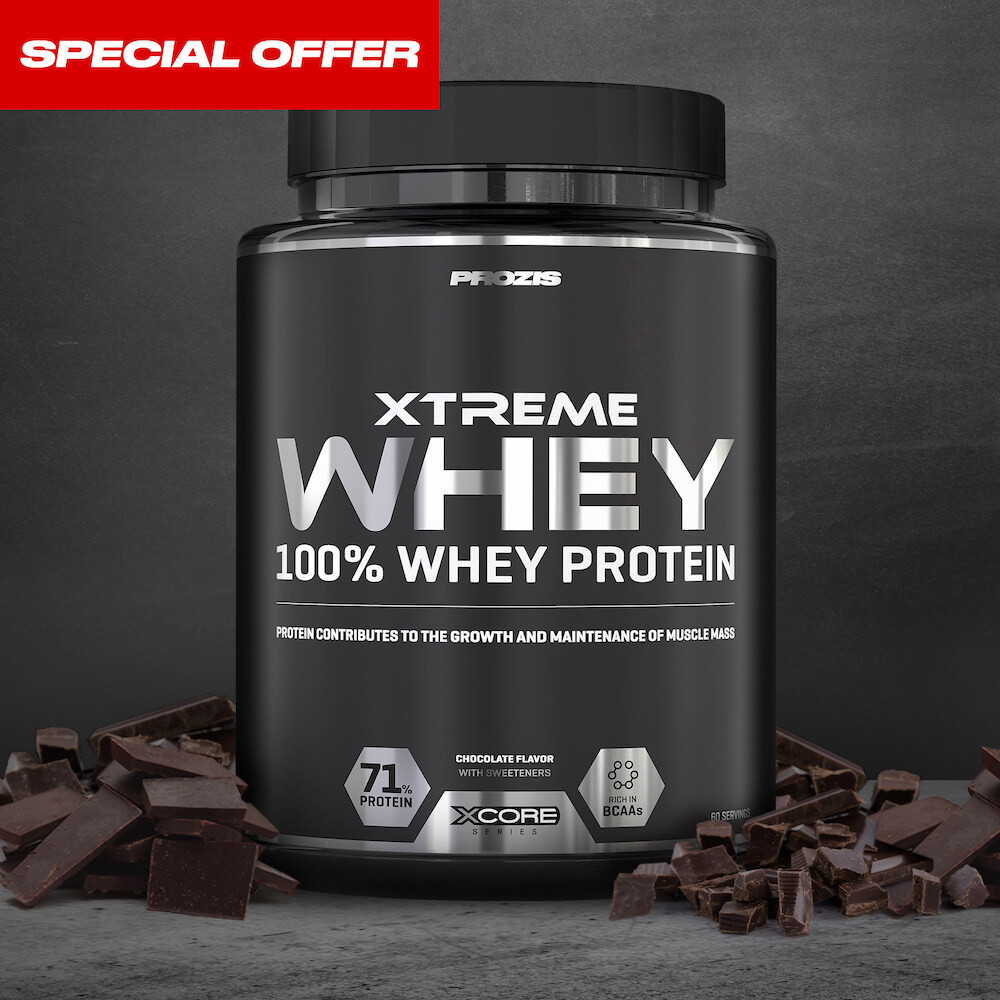 SPECIAL OFFER
PROZIS
XTREME
WHEY
100% WHEY PROTEIN
PROTEIN CONTRIBUTES TO THE GROWTH AND MAINTENANCE OF MUSCLE MASS
71% PROTEIN
CHOCOLATE FLAVOR
WITH SWEETENERS
XCORE
SERIES
RICH IN
BCAAs
60 SERVINGS